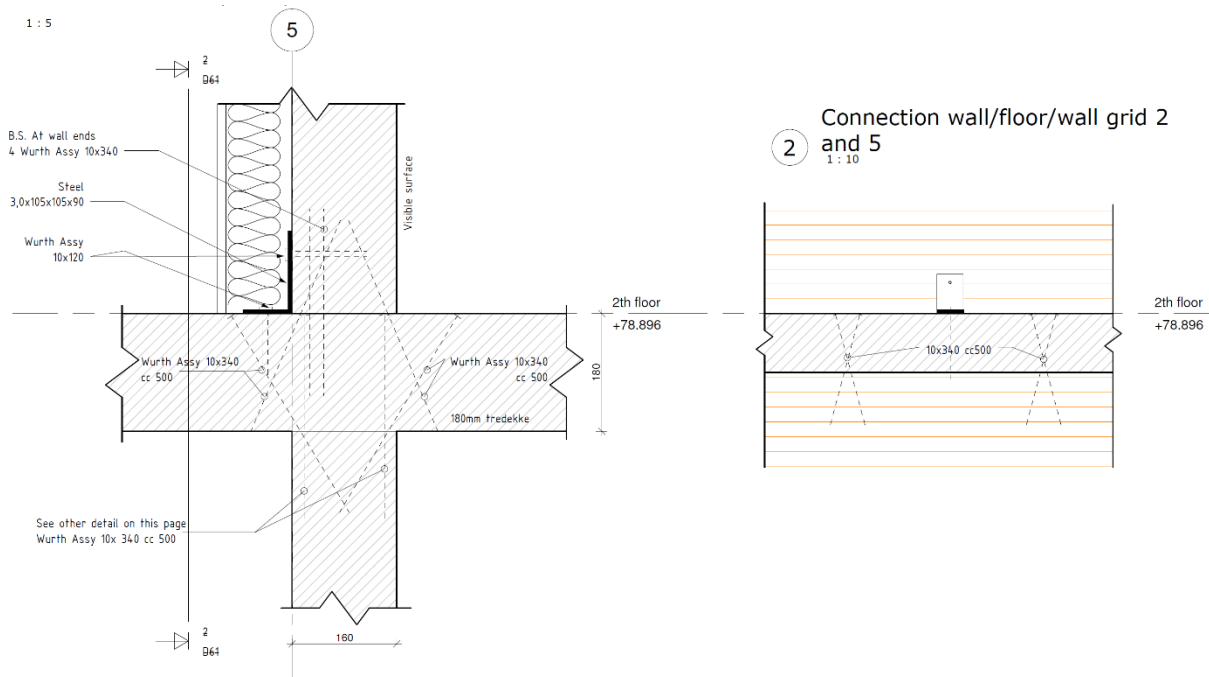 1 : 5
5
2
D61
B.S. At wall ends
4 Wurth Assy 10x340
Steel
3,0x105x105x90
Wurth Assy
10x120
Visible surface
2th floor
+78.896
Wurth Assy 10x340
cc 500
Wurth Assy 10x340
cc 500
180
180mm tredekke
See other detail on this page
Wurth Assy 10x 340 cc 500
2
D61
160
2
Connection wall/floor/wall grid 2
and 5
1 : 10
2th floor
+78.896
10x340 cc500